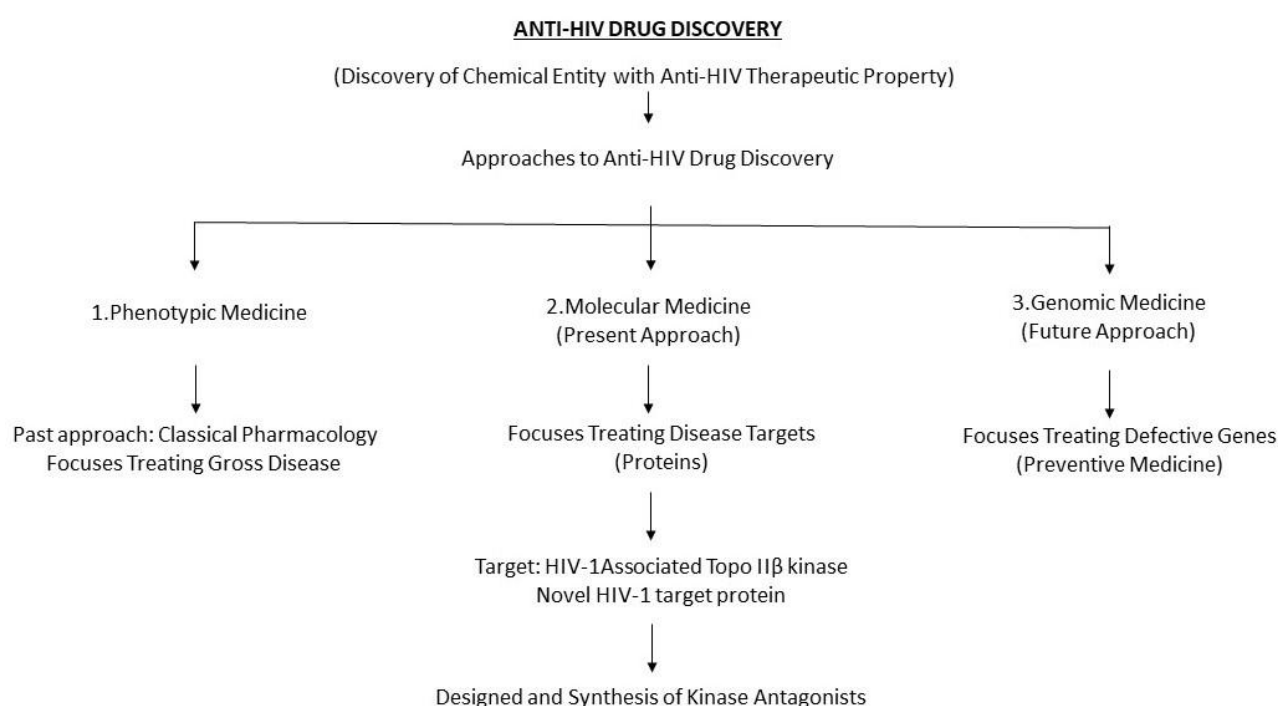 ANTI-HIV DRUG DISCOVERY
(Discovery of Chemical Entity with Anti-HIV Therapeutic Property)
Approaches to Anti-HIV Drug Discovery
1.Phenotypic Medicine
2.Molecular Medicine
(Present Approach)
3.Genomic Medicine
(Future Approach)
Past approach: Classical Pharmacology
Focuses Treating Gross Disease
Focuses Treating Disease Targets
(Proteins)
Focuses Treating Defective Genes
(Preventive Medicine)
Target: HIV-1Associated Topo IIβ kinase
Novel HIV-1 target protein
Designed and Synthesis of Kinase Antagonists